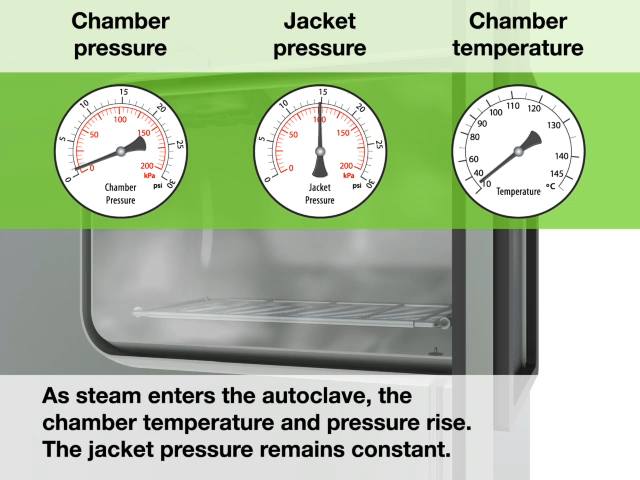 Chamber
pressure
Jacket
pressure
Chamber
temperature
0 5 10 15 20 25 30
0 50 100 150 200
kPa
psi
Chamber
Pressure
0 5 10 15 20 25 30
0 50 100 150 200
kPa
psi
Jacket
Pressure
10 40 60 80 90 100 110 120 130 140 145
°C
Temperature
As steam enters the autoclave, the
chamber temperature and pressure rise.
The jacket pressure remains constant.